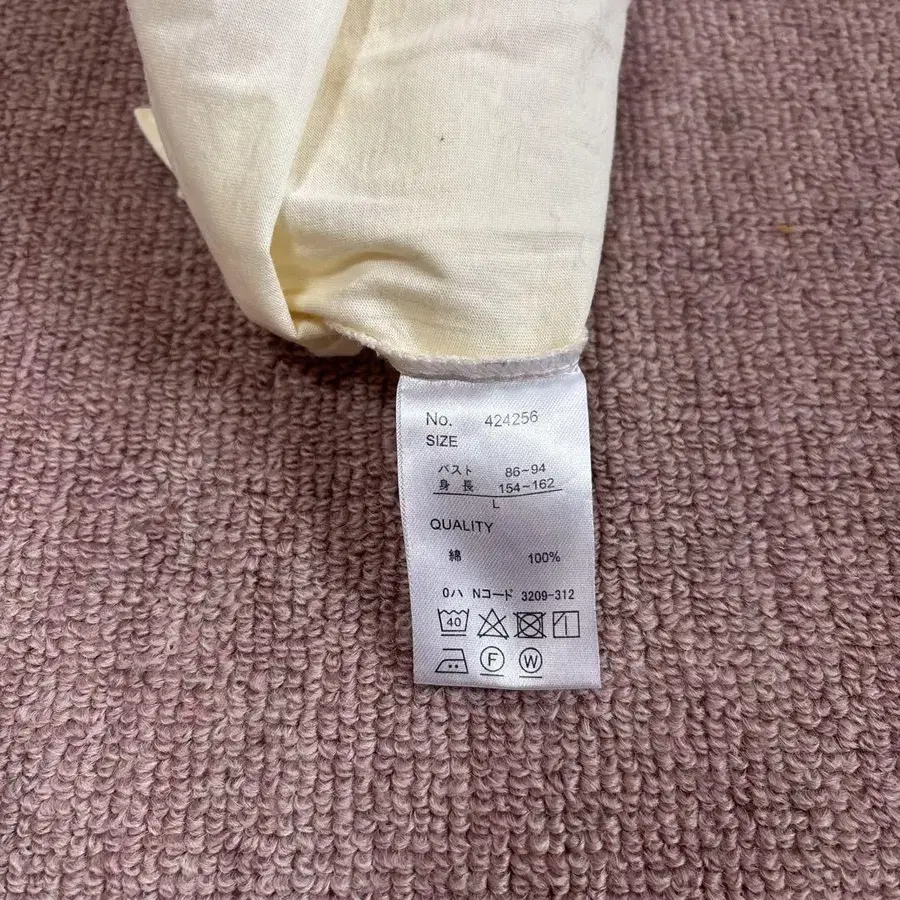 No. 424256
SIZE
バスト 86~94
身長 154~162
L
QUALITY
綿 100%
0ハ Nコード 3209-312
40
F W